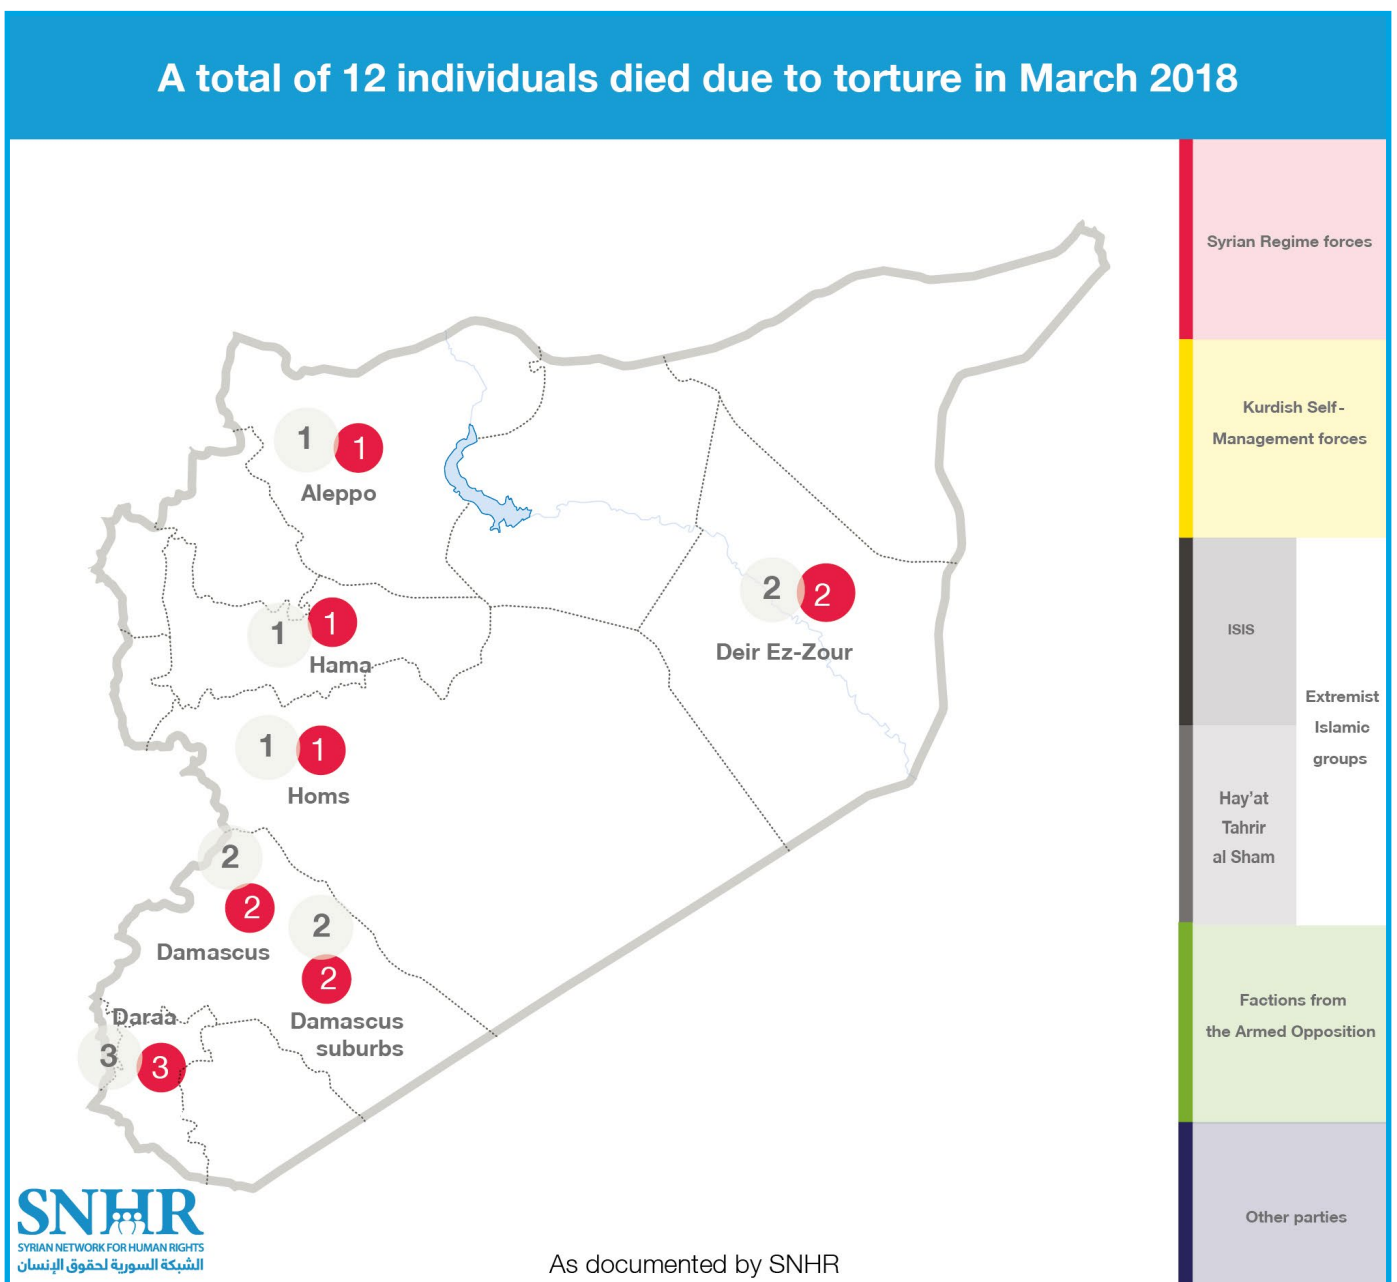 A total of 12 individuals died due to torture in March 2018
Syrian Regime forces
Kurdish Self-
Management forces
ISIS
Extremist
Islamic
groups
Hay'at
Tahrir
al Sham
Factions from
the Armed Opposition
Other parties
1 1
Aleppo
2 2
Deir Ez-Zour
1 1
Hama
1 1
Homs
2
2
Damascus
2
2
Damascus
suburbs
Daraa
3 3
SNHR
SYRIAN NETWORK FOR HUMAN RIGHTS
الشبكة السورية لحقوق الإنسان
As documented by SNHR